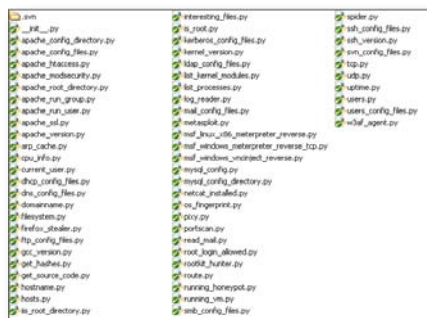 .svn
__init__.py
apache_config_directory.py
apache_config_files.py
apache_htaccess.py
apache_modsecurity.py
apache_root_directory.py
apache_run_group.py
apache_run_user.py
apache_ssl.py
apache_version.py
arp_cache.py
cpu_info.py
current_user.py
dhcp_config_files.py
dns_config_files.py
domainname.py
filesystem.py
firefox_stealer.py
ftp_config_files.py
gcc_version.py
get_hashes.py
get_source_code.py
hostname.py
hosts.py
iis_root_directory.py
interesting_files.py
is_root.py
kerberos_config_files.py
kernel_version.py
ldap_config_files.py
list_kernel_modules.py
list_processes.py
log_reader.py
mail_config_files.py
metasploit.py
msf_linux_x86_meterpreter_reverse.py
msf_windows_meterpreter_reverse_tcp.py
msf_windows_vncinject_reverse.py
mysql_config.py
mysql_config_directory.py
netcat_installed.py
os_fingerprint.py
pixy.py
portscan.py
read_mail.py
root_login_allowed.py
rootkit_hunter.py
route.py
running_honeypot.py
running_vm.py
smb_config_files.py
spider.py
ssh_config_files.py
ssh_version.py
svn_config_files.py
tcp.py
udp.py
uptime.py
users.py
users_config_files.py
w3af_agent.py